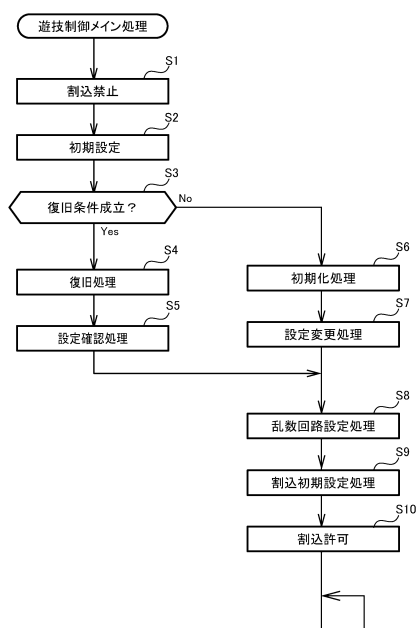 遊技制御メイン処理
S1
割込禁止
S2
初期設定
S3
復旧条件成立？
No
Yes
S4
復旧処理
S5
設定確認処理
S6
初期化処理
S7
設定変更処理
S8
乱数回路設定処理
S9
割込初期設定処理
S10
割込許可